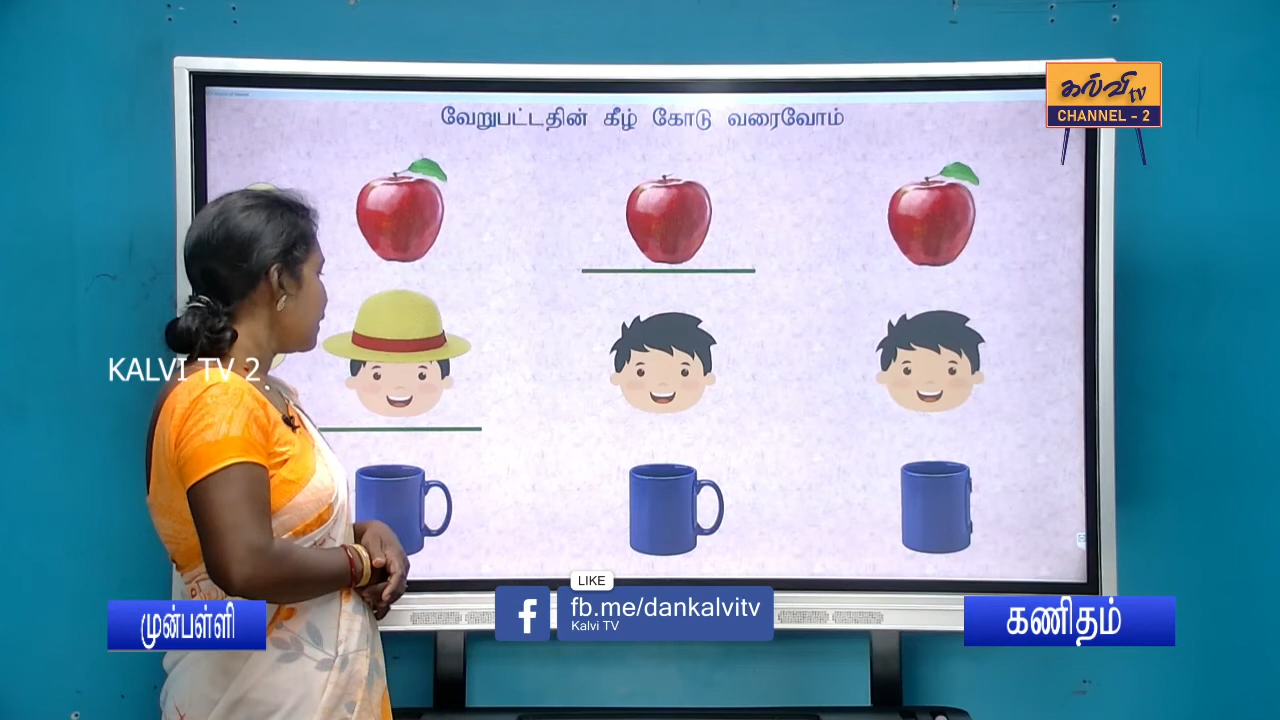 கல்வி tv
CHANNEL - 2
வேறுபட்டதின் கீழ் கோடு வரைவோம்
KALVI TV 2
LIKE
f
fb.me/dankalvitv
Kalvi TV
முன்பள்ளி
கணிதம்